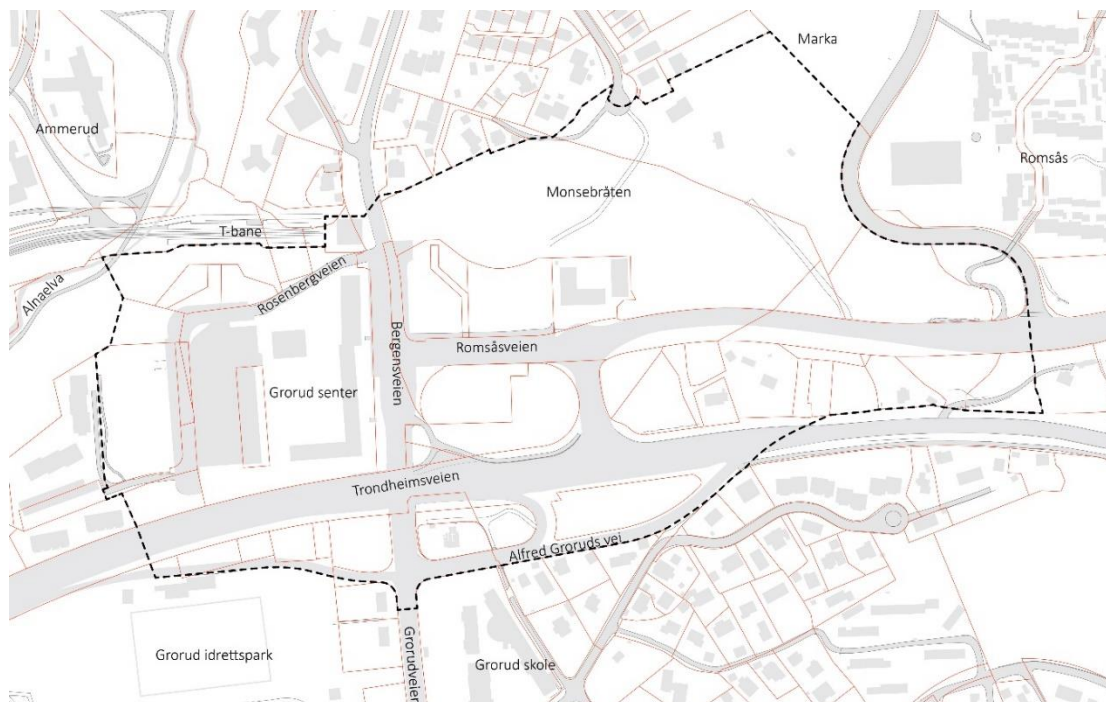 Marka
Ammerud
Romsås
Monsebråten
T-bane
Alnaelva
Rosenbergveien
Bergensveien
Romsåsveien
Grorud senter
Trondheimsveien
Alfred Groruds vei
Grorudveien
Grorud idrettspark
Grorud skole